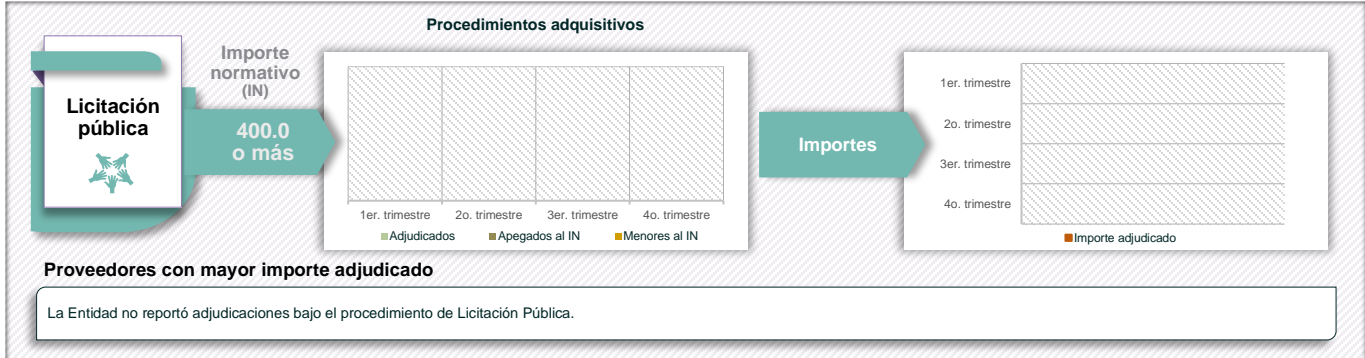 Procedimientos adquisitivos
Licitación
pública
Importe
normativo
(IN)
400.0
o más
1er. trimestre 2o. trimestre 3er. trimestre 4o. trimestre
Adjudicados Apegados al IN Menores al IN
Importes
1er. trimestre
2o. trimestre
3er. trimestre
4o. trimestre
Importe adjudicado
Proveedores con mayor importe adjudicado
La Entidad no reportó adjudicaciones bajo el procedimiento de Licitación Pública.